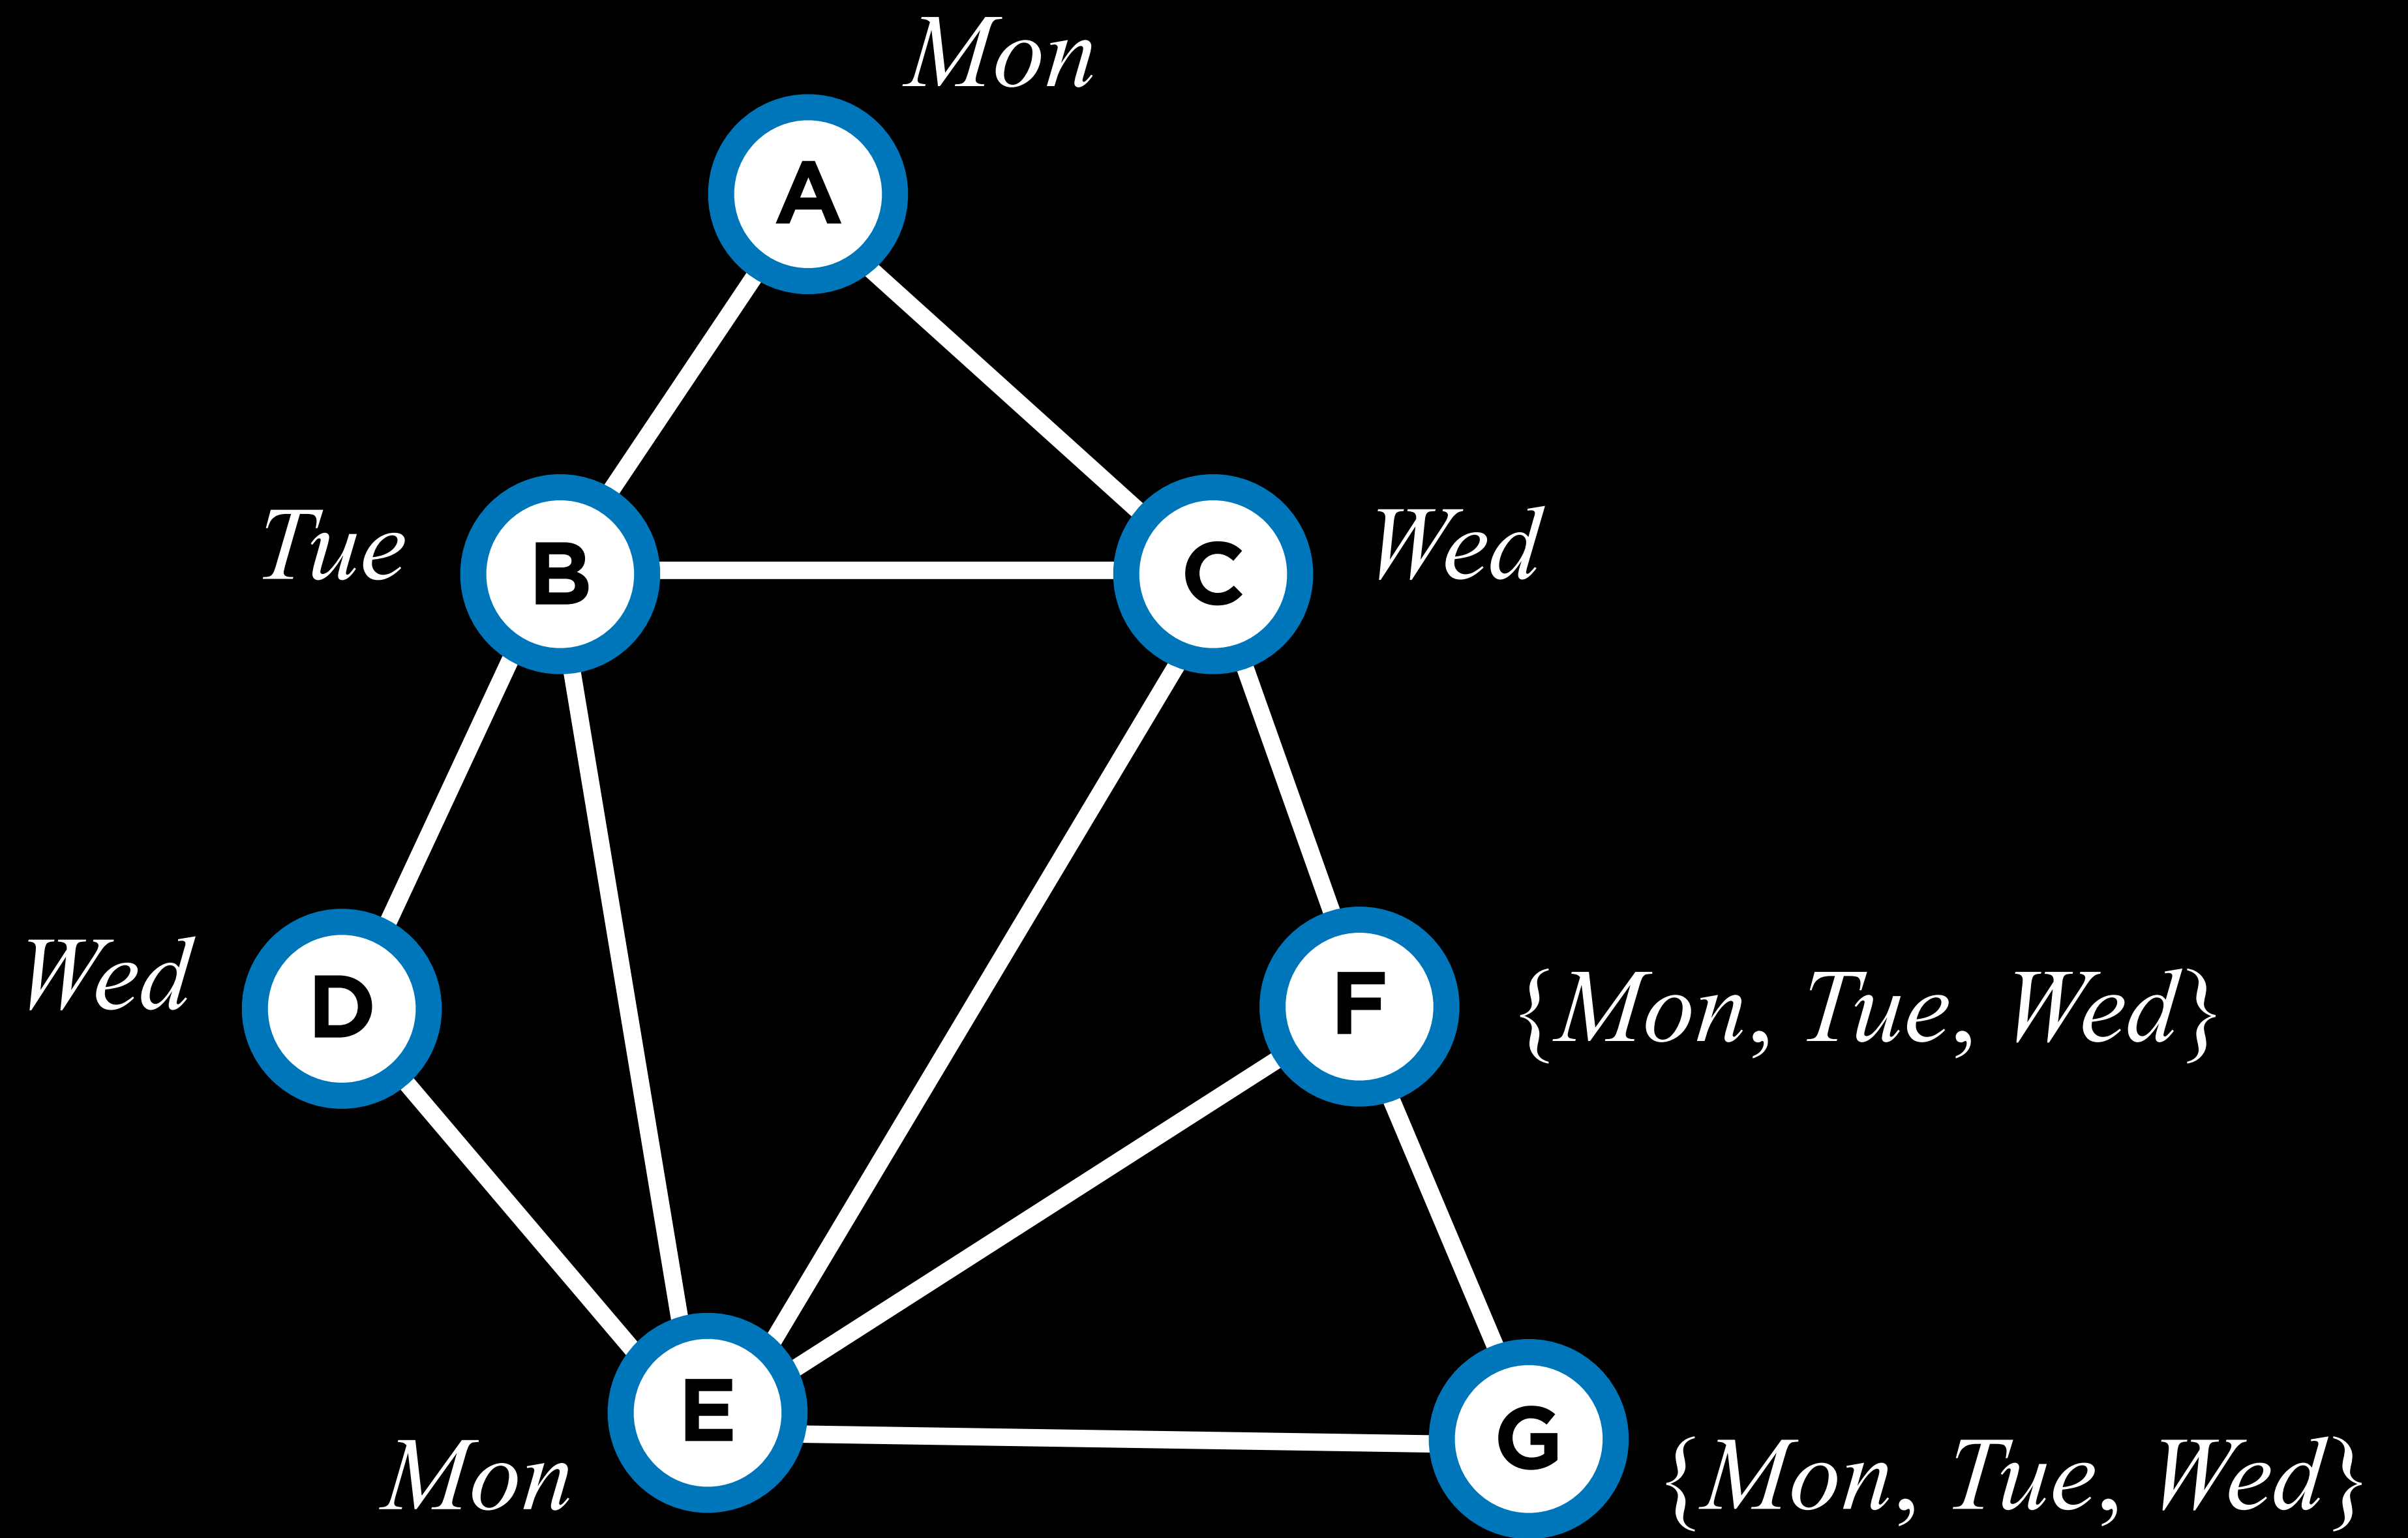 Mon
A
Tue
B
C
Wed
Wed
D
F
{Mon, Tue, Wed}
E
Mon
G
{Mon, Tue, Wed}